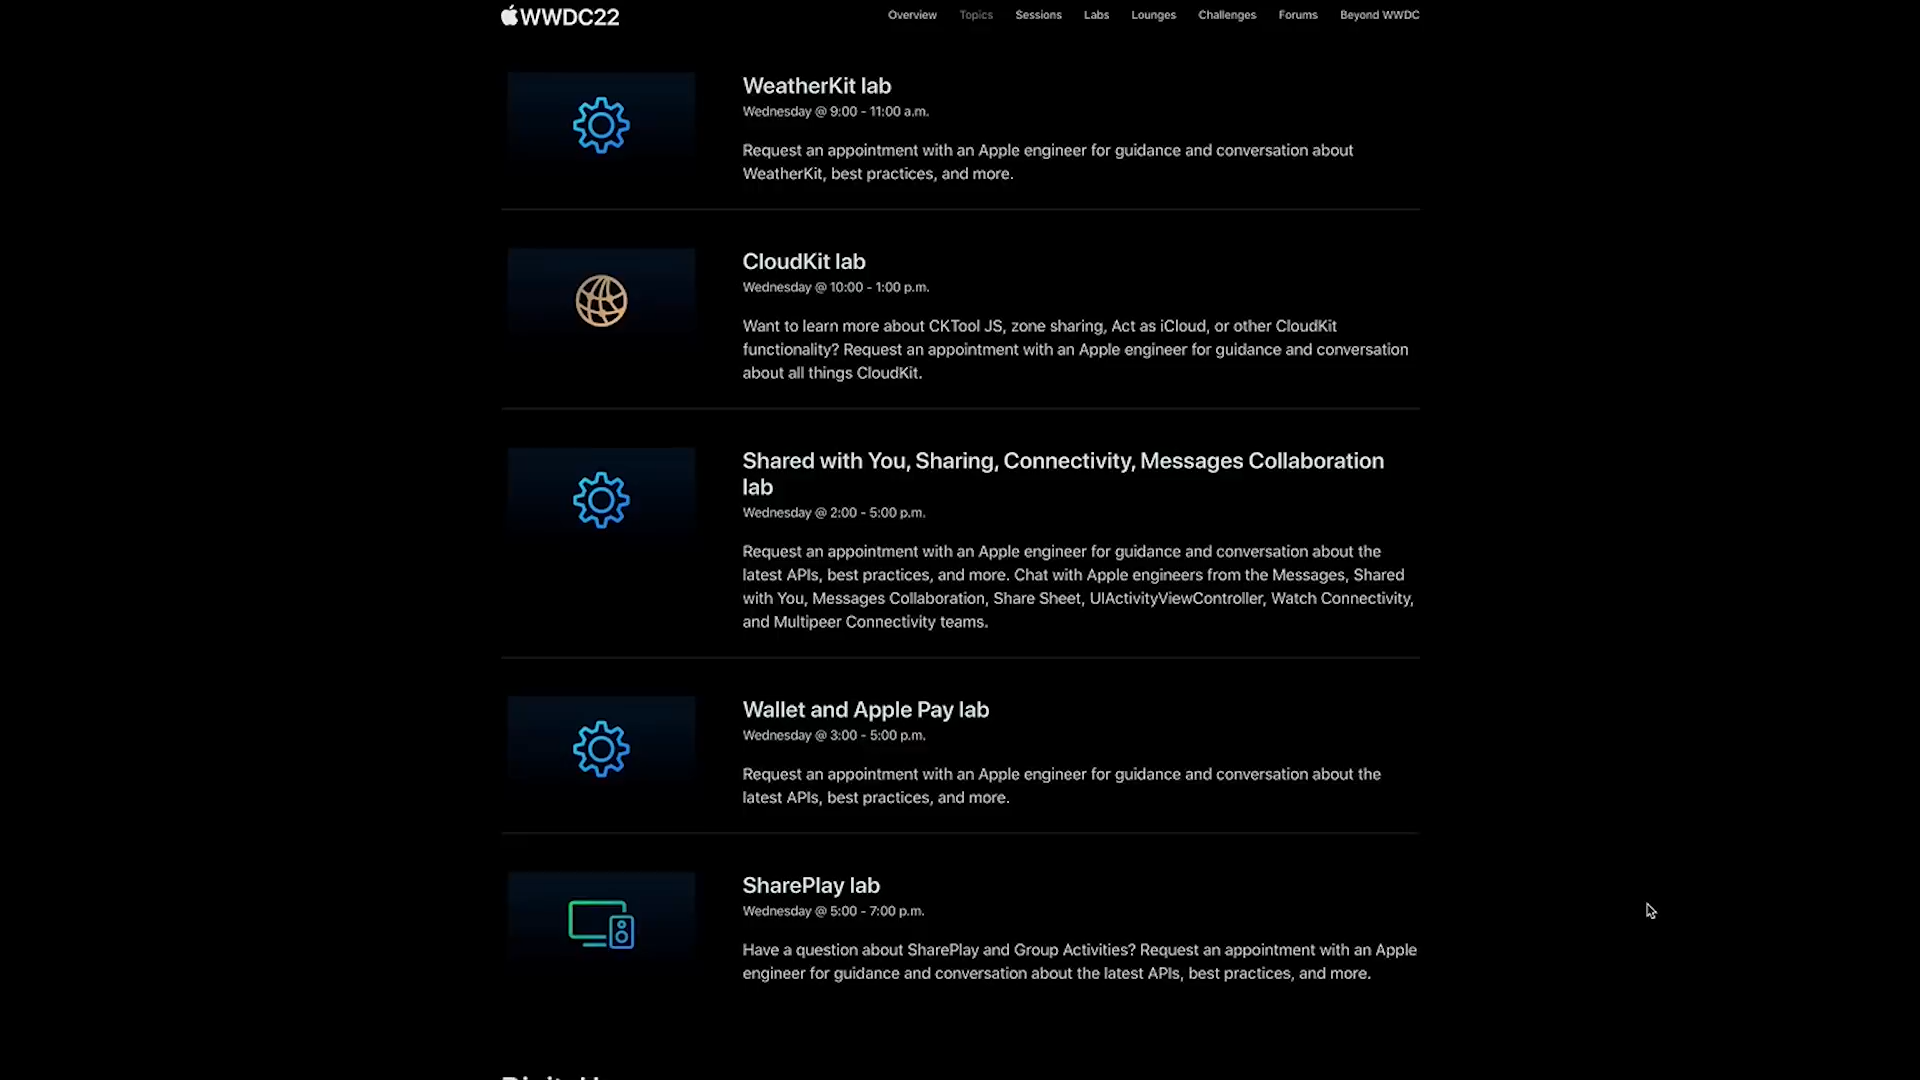 WWDC22
Overview Topics Sessions Labs Lounges Challenges Forums Beyond WWDC
WeatherKit lab
Wednesday @ 9:00 - 11:00 a.m.
Request an appointment with an Apple engineer for guidance and conversation about
WeatherKit, best practices, and more.
CloudKit lab
Wednesday @ 10:00 - 1:00 p.m.
Want to learn more about CKTool JS, zone sharing, Act as iCloud, or other CloudKit
functionality? Request an appointment with an Apple engineer for guidance and conversation
about all things CloudKit.
Shared with You, Sharing, Connectivity, Messages Collaboration
lab
Wednesday @ 2:00 - 5:00 p.m.
Request an appointment with an Apple engineer for guidance and conversation about the
latest APIs, best practices, and more. Chat with Apple engineers from the Messages, Shared
with You, Messages Collaboration, Share Sheet, UIActivityViewController, Watch Connectivity,
and Multipeer Connectivity teams.
Wallet and Apple Pay lab
Wednesday @ 3:00 - 5:00 p.m.
Request an appointment with an Apple engineer for guidance and conversation about the
latest APIs, best practices, and more.
SharePlay lab
Wednesday @ 5:00 - 7:00 p.m.
Have a question about SharePlay and Group Activities? Request an appointment with an Apple
engineer for guidance and conversation about the latest APIs, best practices, and more.